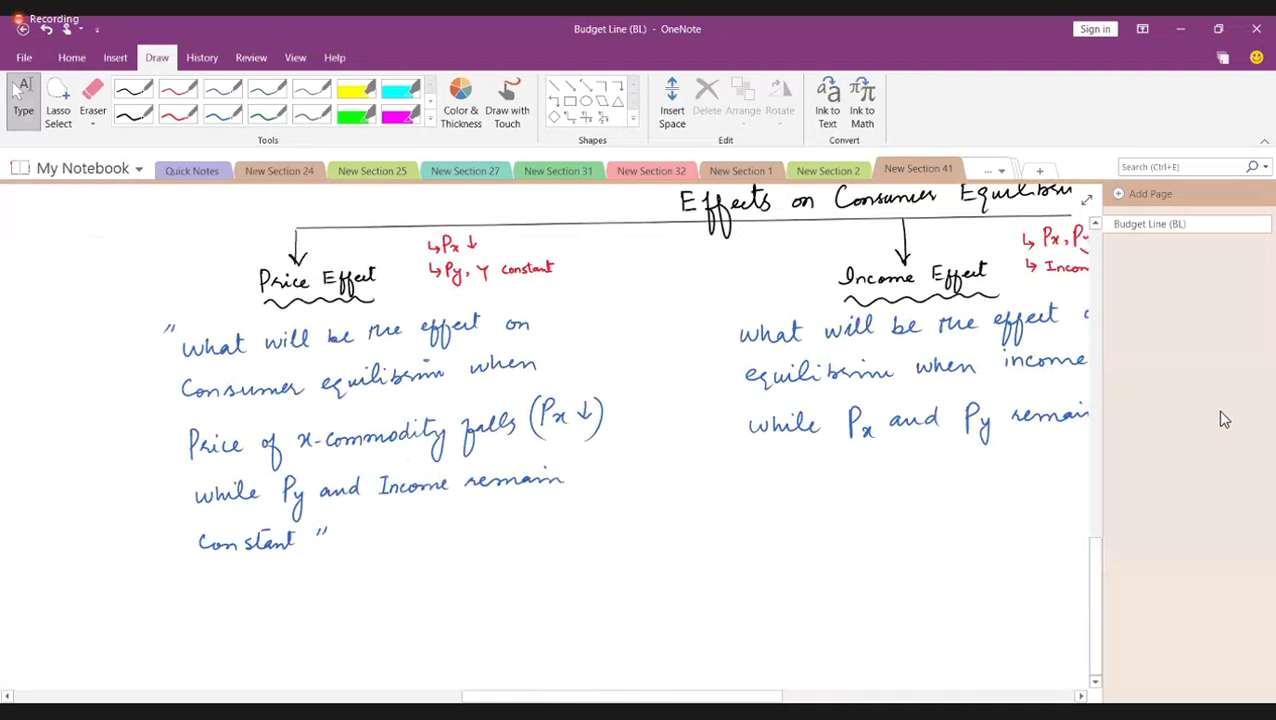 Recording
Budget Line (BL) - OneNote
Sign in
File Home Insert Draw History Review View Help
Type
Lasso Select
Eraser
Color & Thickness
Draw with Touch
Insert Space
Delete
Arrange
Rotate
Ink to Text
Ink to Math
Tools
Shapes
Edit
Convert
My Notebook
Quick Notes
New Section 24
New Section 25
New Section 27
New Section 31
New Section 32
New Section 1
New Section 2
New Section 41
...
Search (Ctrl+E)
Add Page
Budget Line (BL)
Effects on Consumer
↳Px ↓
↳Py, Y constant
Price Effect
"What will be the effect on
Consumer equilibrium when
Price of x-commodity falls (Px ↓)
while Py and Income remain
constant"
↳ Px,
↳
Income Effect
What will be the effect
equilibrium when income
while Px and Py